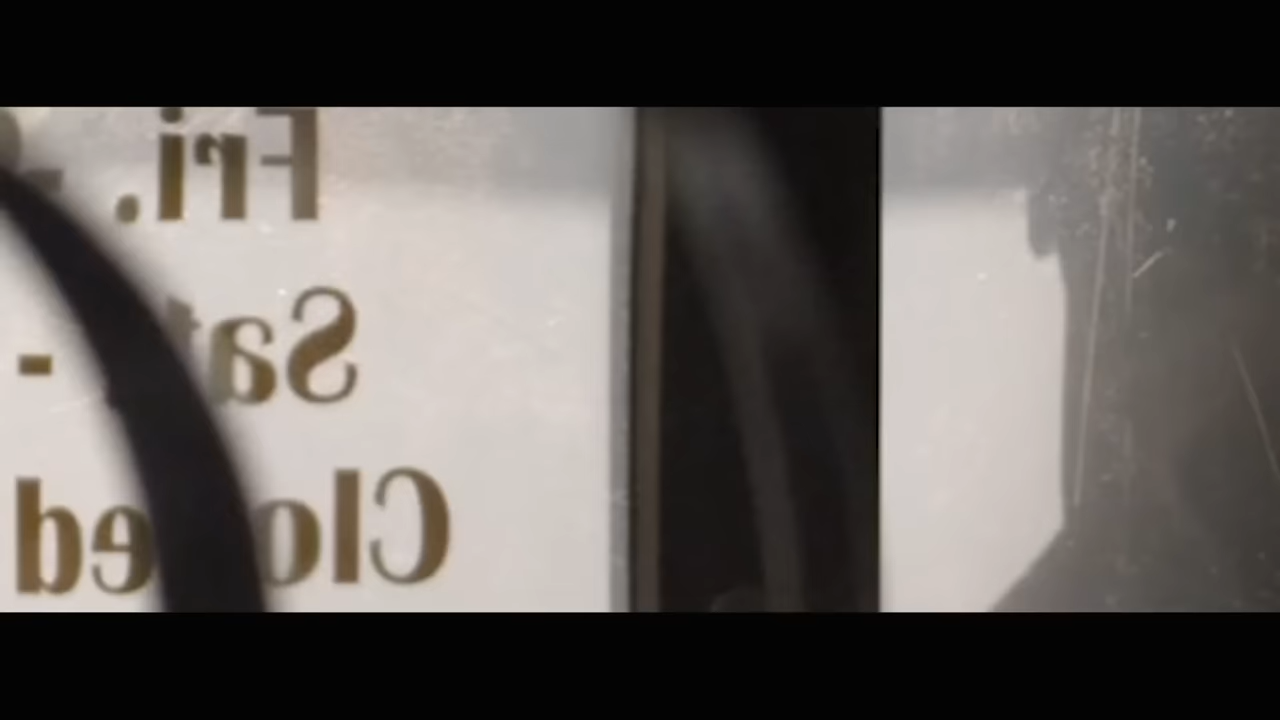 Fri. -
Sat -
Closed